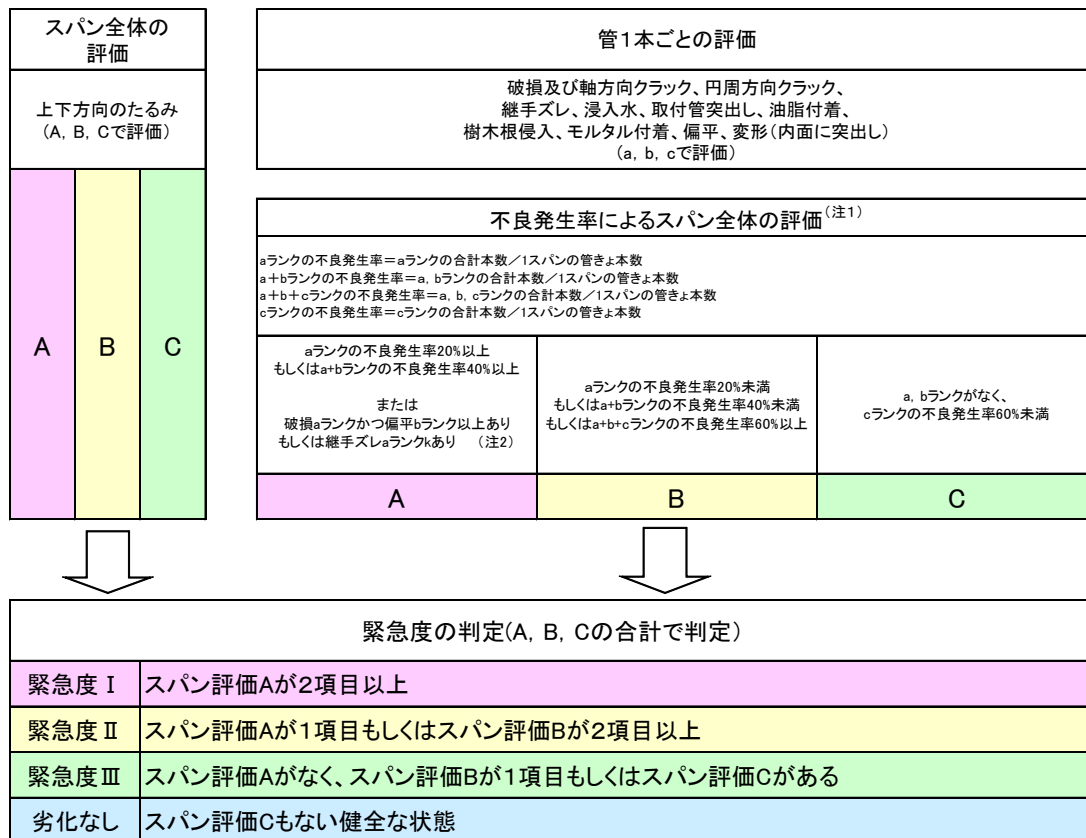 スパン全体の
評価
上下方向のたるみ
(A, B, Cで評価)
A
B
C
管1本ごとの評価
破損及び軸方向クラック、円周方向クラック、
継手ズレ、浸入水、取付管突出し、油脂付着、
樹木根侵入、モルタル付着、偏平、変形(内面に突出し)
(a, b, cで評価)
不良発生率によるスパン全体の評価(注1)
aランクの不良発生率=aランクの合計本数/1スパンの管きょ本数
a+bランクの不良発生率=a, bランクの合計本数/1スパンの管きょ本数
a+b+cランクの不良発生率=a, b, cランクの合計本数/1スパンの管きょ本数
cランクの不良発生率=cランクの合計本数/1スパンの管きょ本数
aランクの不良発生率20%以上
もしくはa+bランクの不良発生率40%以上
または
破損aランクかつ偏平bランク以上あり
もしくは継手ズレaランクkあり (注2)
A
aランクの不良発生率20%未満
もしくはa+bランクの不良発生率40%未満
もしくはa+b+cランクの不良発生率60%以上
B
a, bランクがなく、
cランクの不良発生率60%未満
C
緊急度の判定(A, B, Cの合計で判定)
緊急度Ⅰ スパン評価Aが2項目以上
緊急度Ⅱ スパン評価Aが1項目もしくはスパン評価Bが2項目以上
緊急度Ⅲ スパン評価Aがなく、スパン評価Bが1項目もしくはスパン評価Cがある
劣化なし スパン評価Cもない健全な状態